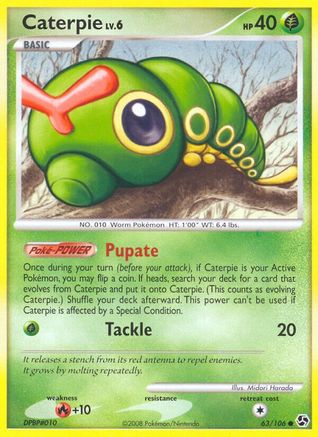 Caterpie LV.6 HP 40
BASIC
NO. 010 Worm Pokémon HT: 1'00" WT: 6.4 lbs.
Poké-POWER Pupate
Once during your turn (before your attack), if Caterpie is your Active
Pokémon, you may flip a coin. If heads, search your deck for a card that
evolves from Caterpie and put it onto Caterpie. (This counts as evolving
Caterpie.) Shuffle your deck afterward. This power can't be used if
Caterpie is affected by a Special Condition.
Tackle 20
It releases a stench from its red antenna to repel enemies.
It grows by molting repeatedly.
Illus. Midori Harada
weakness resistance retreat cost
+10
DPBP#010 ©2008 Pokémon/Nintendo 63/106